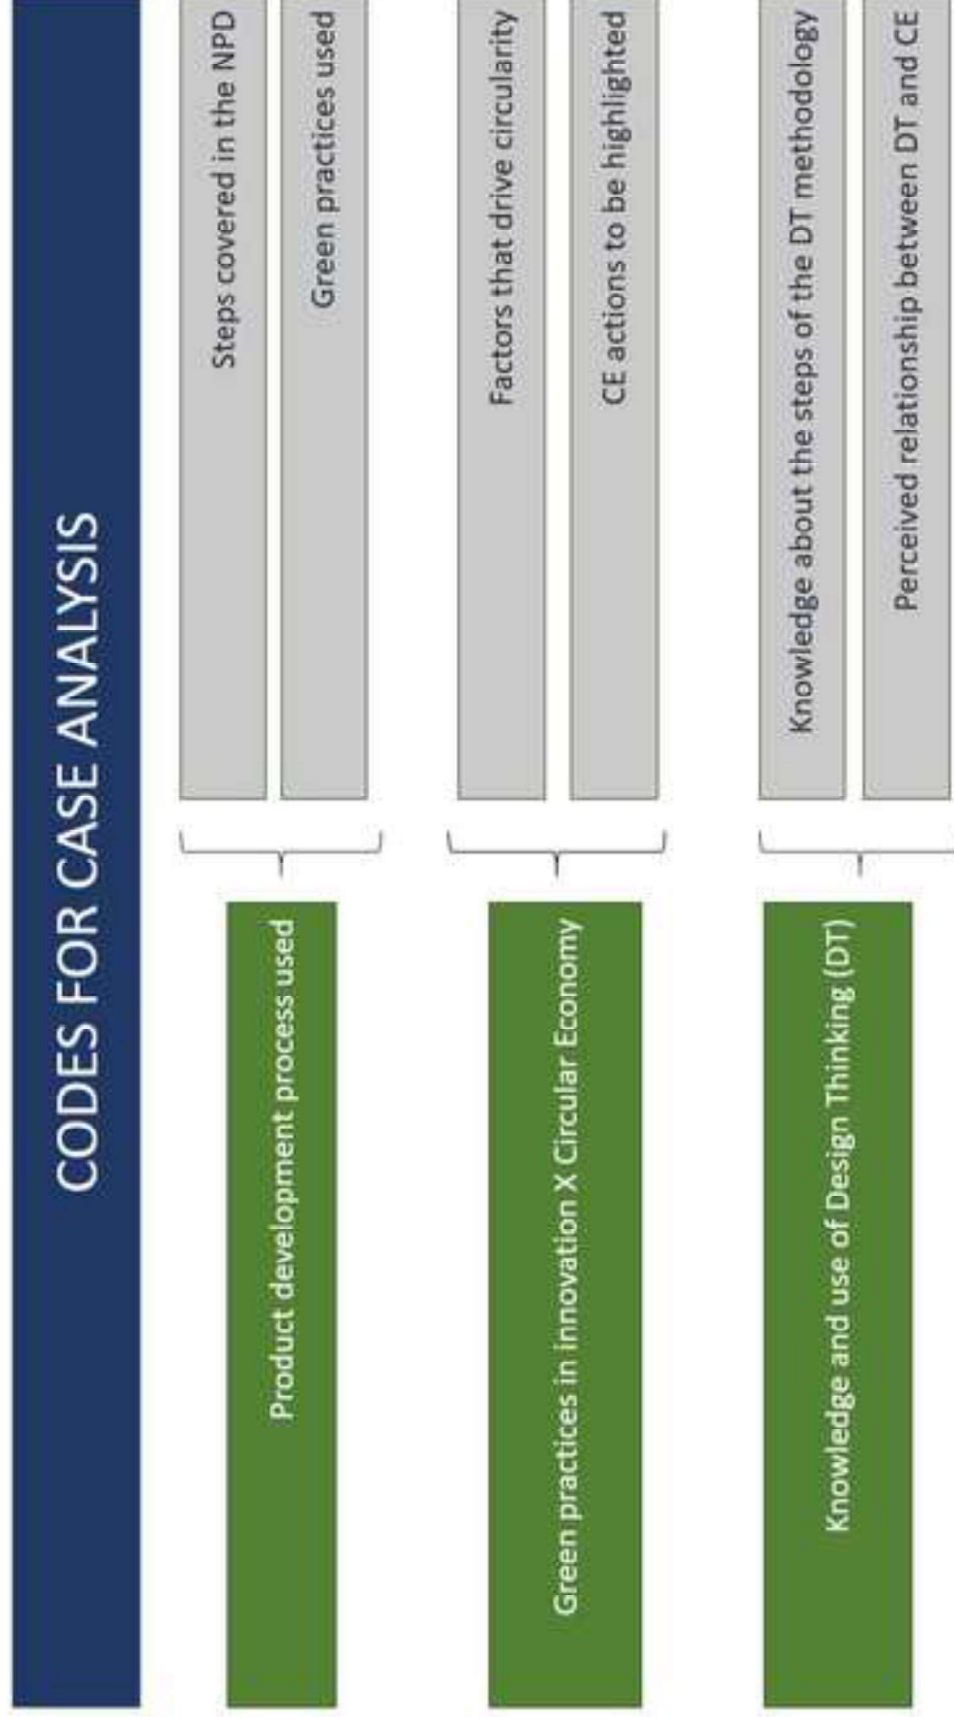 CODES FOR CASE ANALYSIS
Product development process used
Steps covered in the NPD
Green practices used
Green practices in innovation X Circular Economy
Factors that drive circularity
CE actions to be highlighted
Knowledge and use of Design Thinking (DT)
Knowledge about the steps of the DT methodology
Perceived relationship between DT and CE